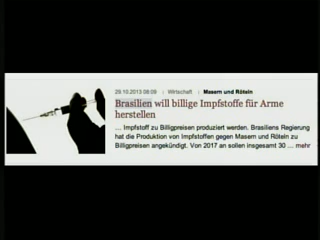 29.10.2013 08:09 | Wirtschaft | Masern und Röteln
Brasilien will billige Impfstoffe für Arme
herstellen
... Impfstoff zu Billigpreisen produziert werden. Brasiliens Regierung
hat die Produktion von Impfstoffen gegen Masern und Röteln zu
Billigpreisen angekündigt. Von 2017 an sollen insgesamt 30 ... mehr